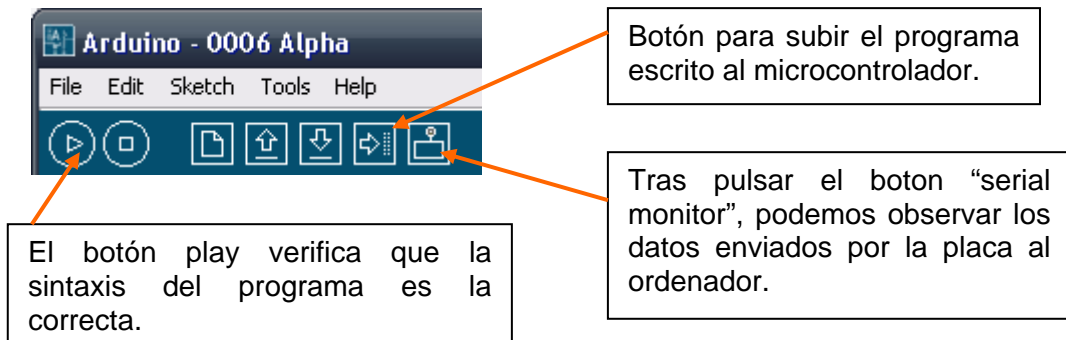 Arduino - 0006 Alpha
File Edit Sketch Tools Help
Botón para subir el programa
escrito al microcontrolador.
Tras pulsar el boton “serial
monitor”, podemos observar los
datos enviados por la placa al
ordenador.
El botón play verifica que la
sintaxis del programa es la
correcta.